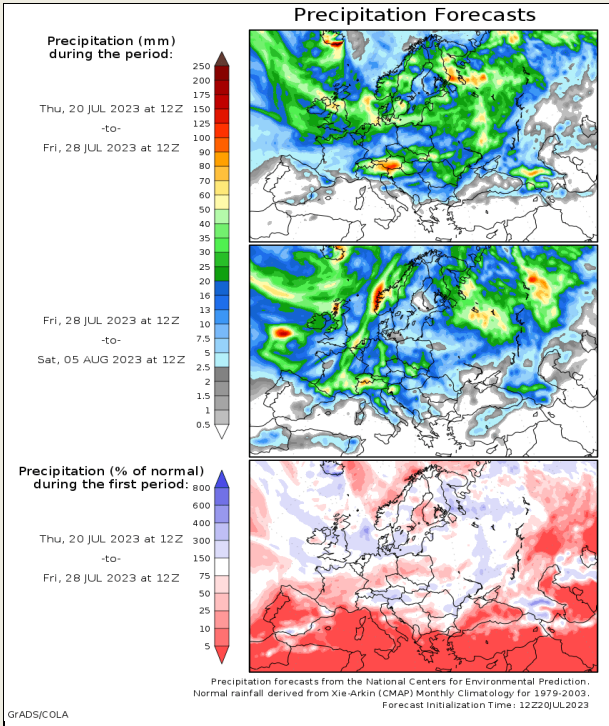 Precipitation Forecasts
Precipitation (mm)
during the period:
Thu, 20 JUL 2023 at 12Z
-to-
Fri, 28 JUL 2023 at 12Z
250
200
175
150
125
100
90
80
70
60
50
40
35
30
25
20
16
13
10
7.5
5
2.5
2
1.5
1
0.5
Fri, 28 JUL 2023 at 12Z
-to-
Sat, 05 AUG 2023 at 12Z
Precipitation (% of normal)
during the first period:
Thu, 20 JUL 2023 at 12Z
-to-
Fri, 28 JUL 2023 at 12Z
800
600
400
300
150
75
50
25
10
5
Precipitation forecasts from the National Centers for Environmental Prediction.
Normal rainfall derived from Xie-Arkin (CMAP) Monthly Climatology for 1979-2003.
Forecast Initialization Time: 12Z20JUL2023
GrADS/COLA